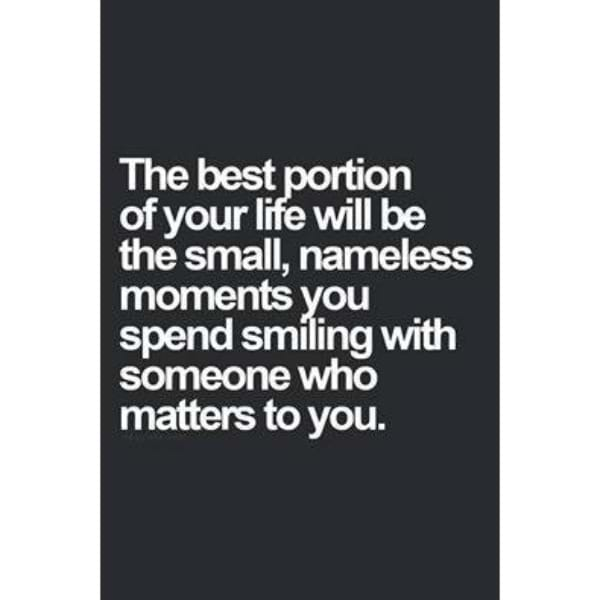 The best portion
of your life will be
the small, nameless
moments you
spend smiling with
someone who
matters to you.